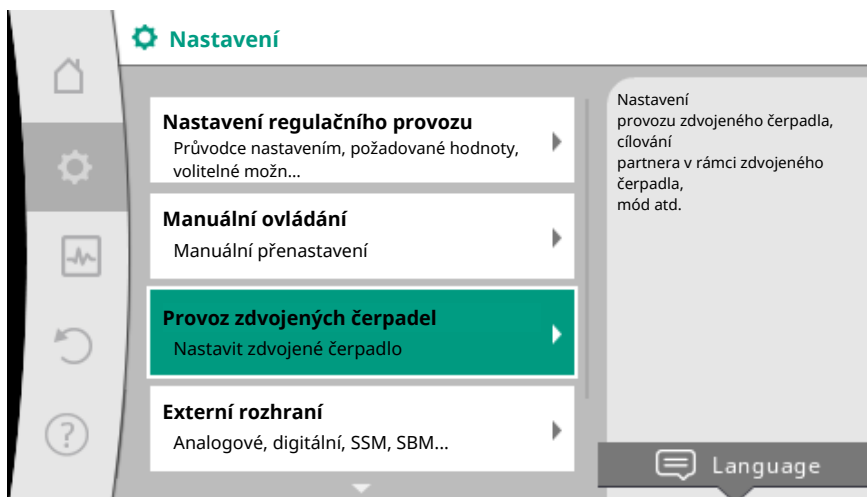 Nastavení
Nastavení regulačního provozu
Průvodce nastavením, požadované hodnoty,
volitelné možn...
Manuální ovládání
Manuální přenastavení
Provoz zdvojených čerpadel
Nastavit zdvojené čerpadlo
Externí rozhraní
Analogové, digitální, SSM, SBM...
Nastavení
provozu zdvojeného čerpadla,
cílování
partnera v rámci zdvojeného
čerpadla,
mód atd.
Language